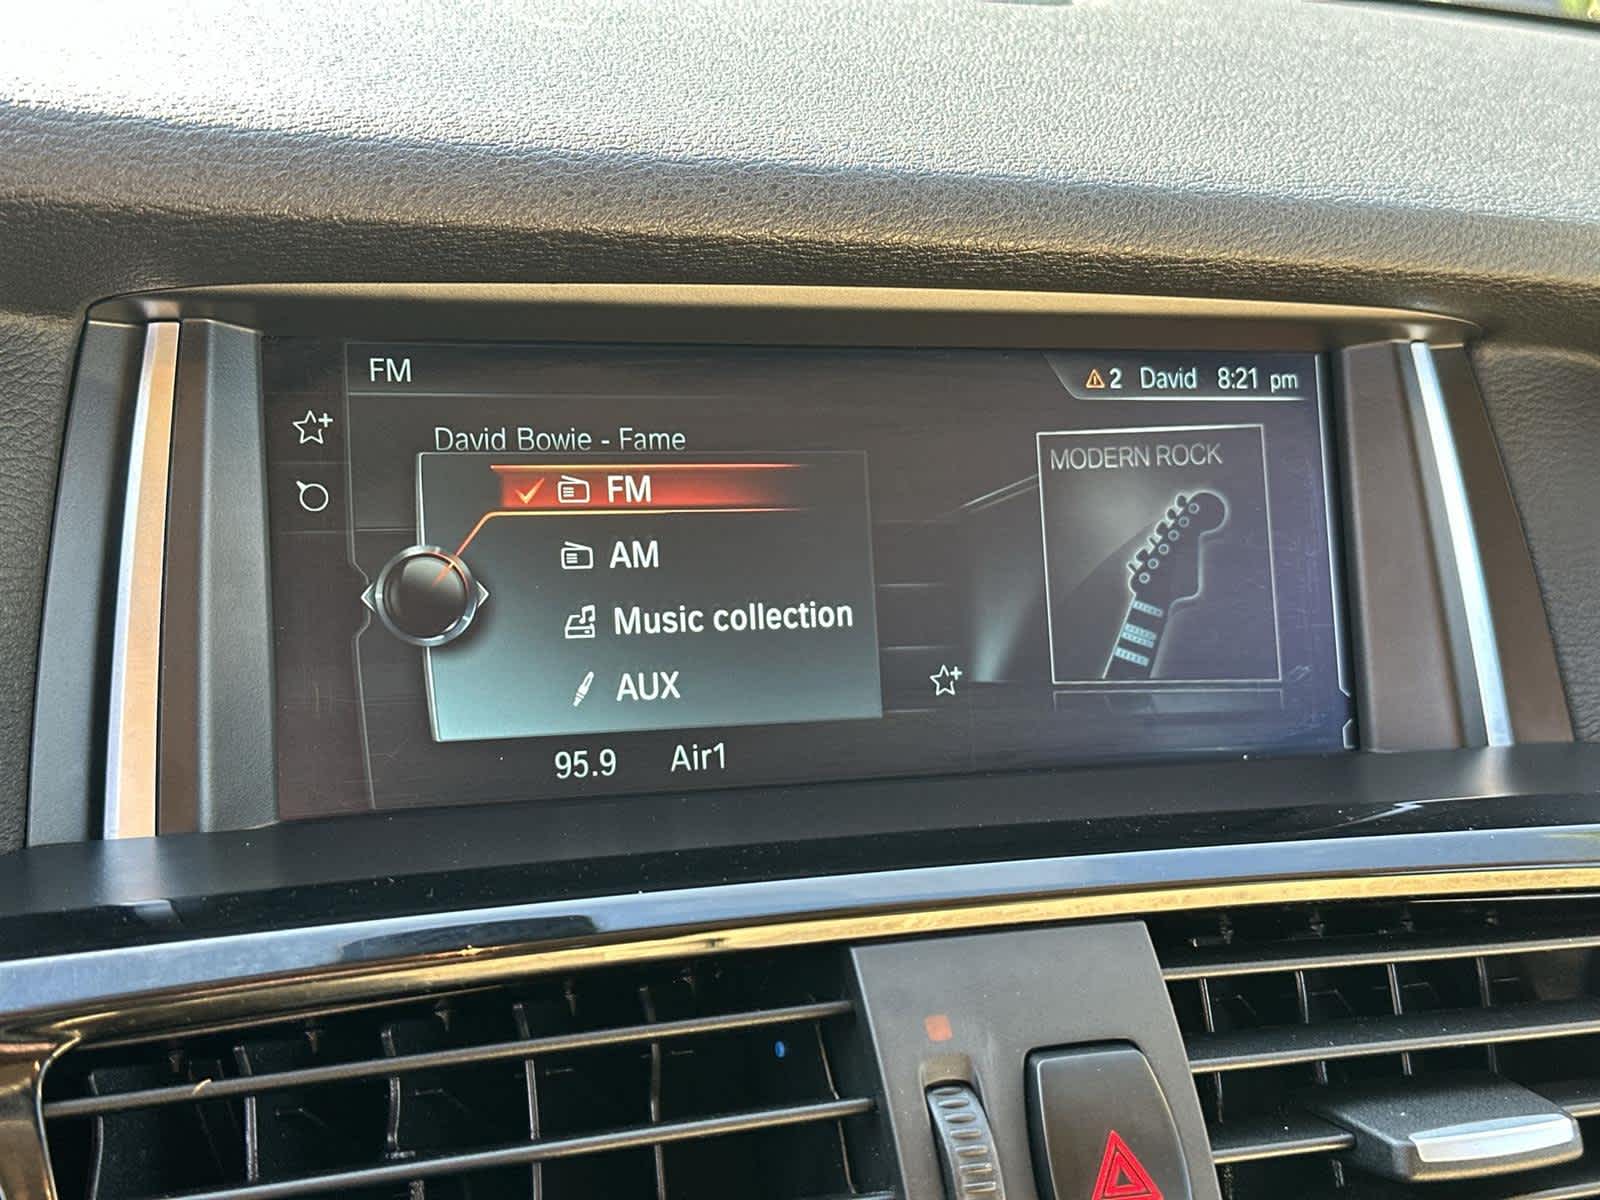 FM
2 David 8:21 pm
David Bowie - Fame
MODERN ROCK
FM
AM
Music collection
AUX
95.9 Air1